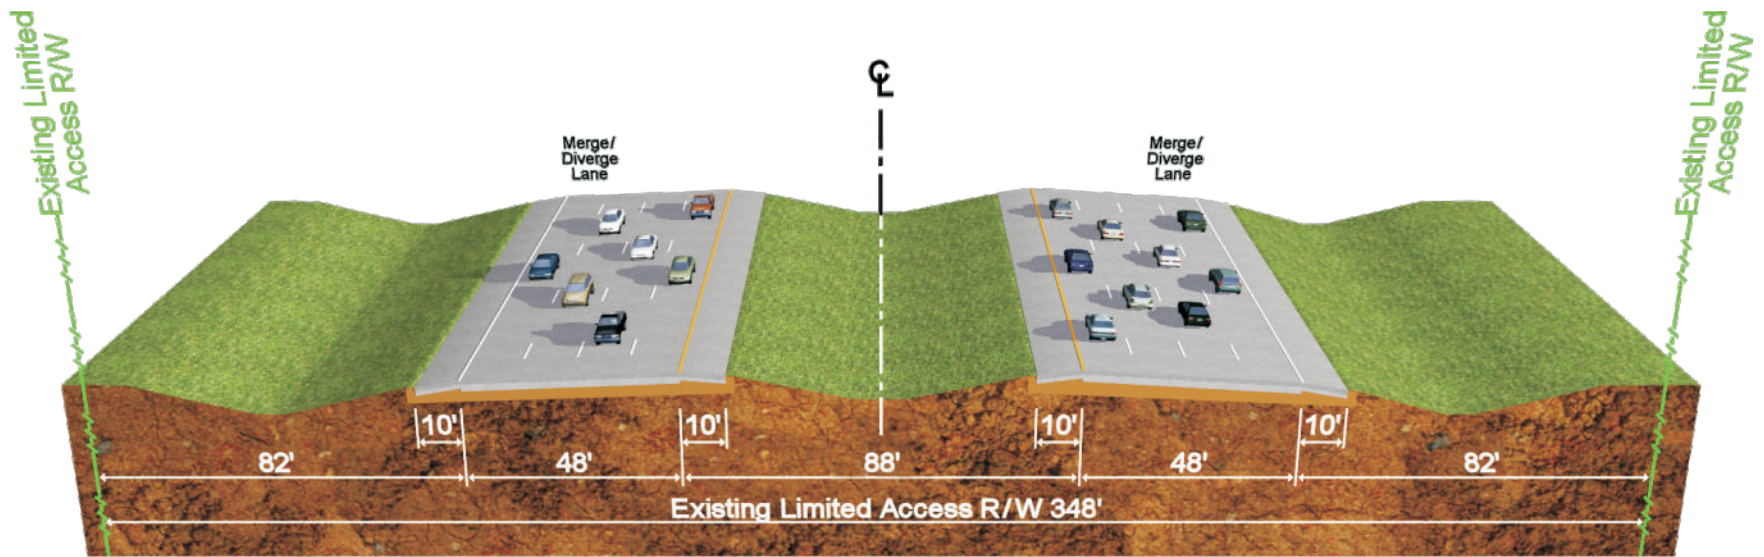 Existing Limited
Access R/W
℄
Existing Limited
Access R/W
Merge/
Diverge
Lane
Merge/
Diverge
Lane
10'
10'
10'
10'
82'
48'
88'
48'
82'
Existing Limited Access R/W 348'